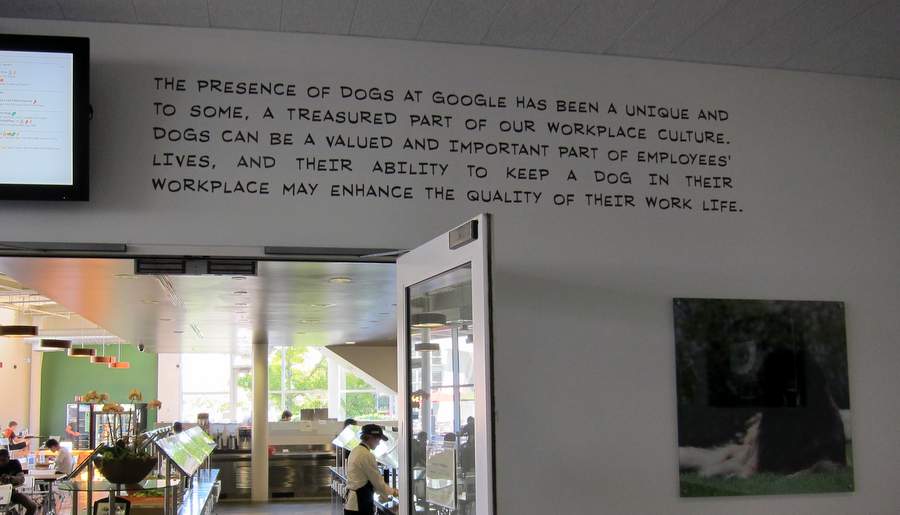 THE PRESENCE OF DOGS AT GOOGLE HAS BEEN A UNIQUE AND
TO SOME, A TREASURED PART OF OUR WORKPLACE CULTURE.
DOGS CAN BE A VALUED AND IMPORTANT PART OF EMPLOYEES'
LIVES, AND THEIR ABILITY TO KEEP A DOG IN THEIR
WORKPLACE MAY ENHANCE THE QUALITY OF THEIR WORK LIFE.